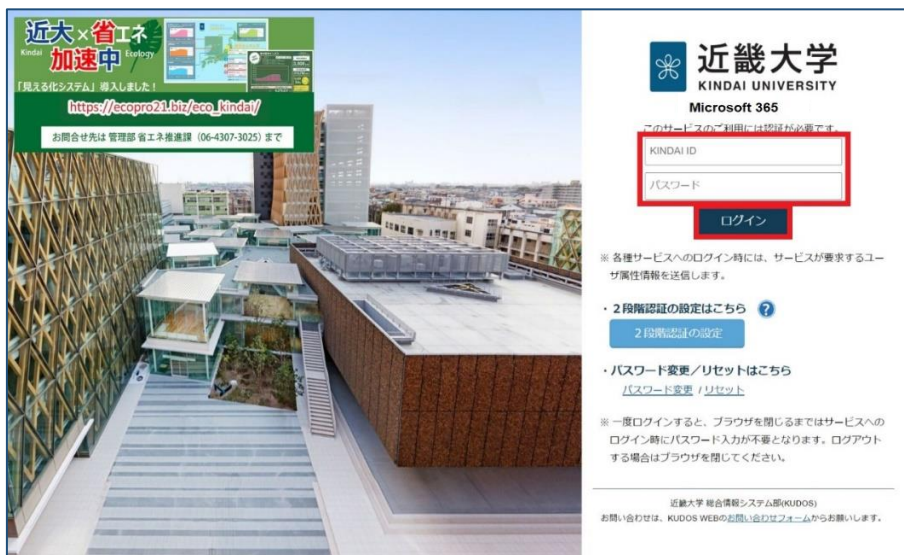 近大×省エネ
Kindai
加速中
Ecology
「見える化システム」導入しました！
https://ecopro21.biz/eco_kindai/
お問合せ先は 管理部 省エネ推進課（06-4307-3025）まで
近畿大学
KINDAI UNIVERSITY
Microsoft 365
このサービスのご利用には認証が必要です。
KINDAI ID
パスワード
ログイン
※ 各種サービスへのログイン時には、サービスが要求するユー
ザ属性情報を送信します。
・２段階認証の設定はこちら ?
２段階認証の設定
・パスワード変更／リセットはこちら
パスワード変更 / リセット
※ 一度ログインすると、ブラウザを閉じるまではサービスへの
ログイン時にパスワード入力が不要となります。ログアウト
する場合はブラウザを閉じてください。
近畿大学 総合情報システム部(KUDOS)
お問い合わせは、KUDOS WEBのお問い合わせフォームからお願いします。